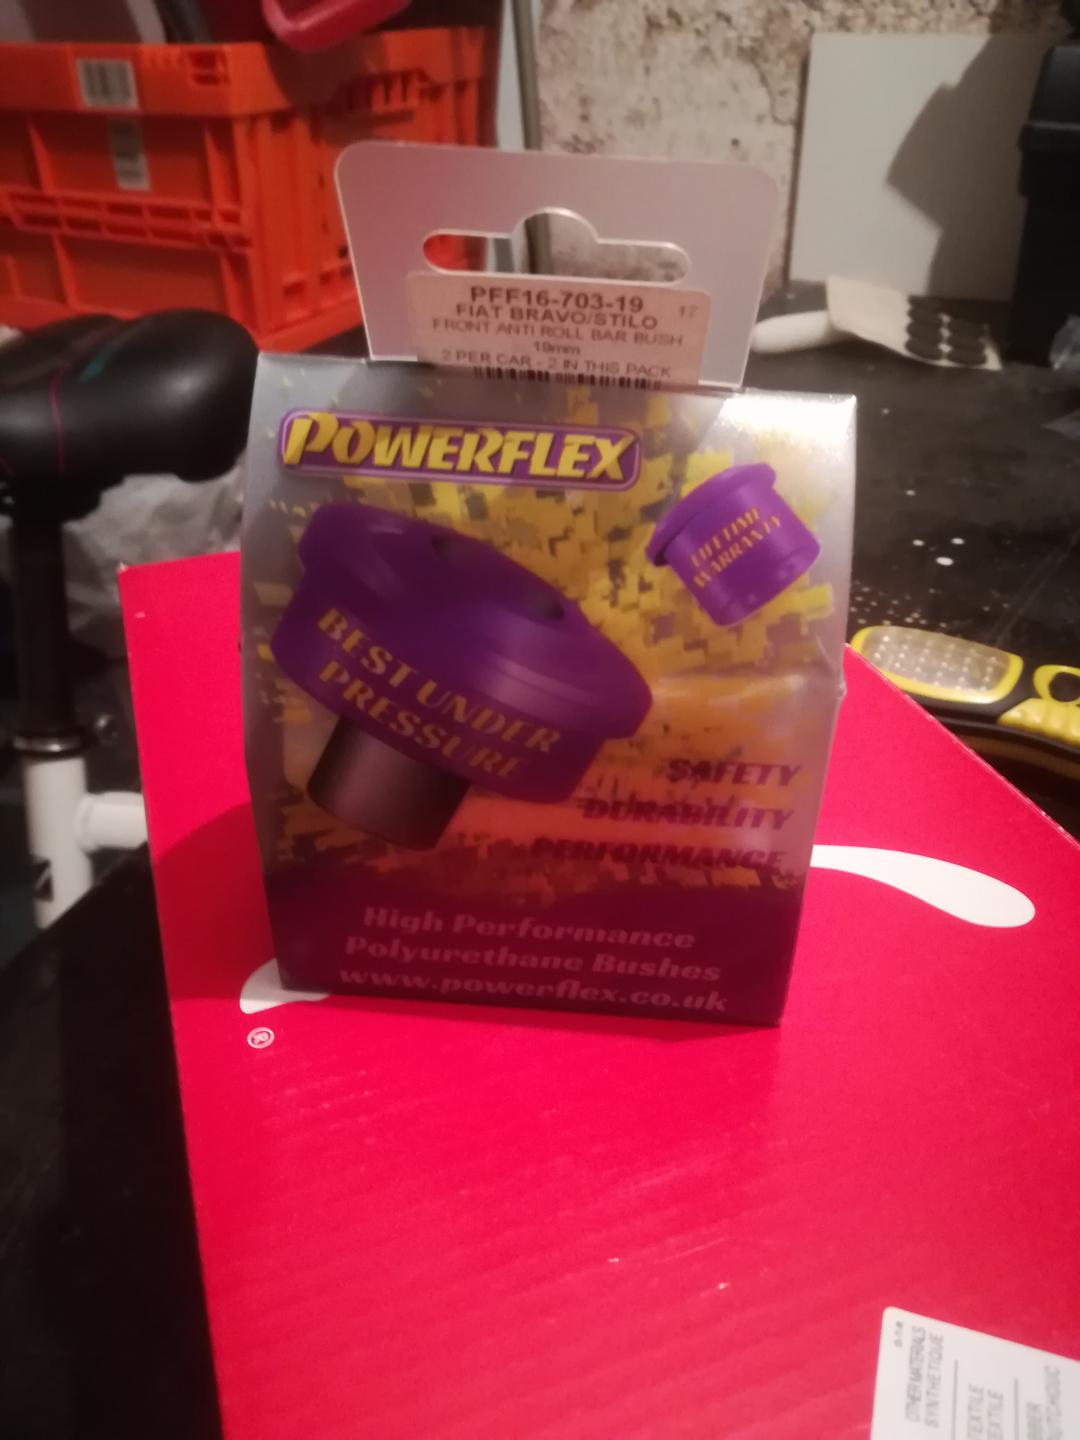 PFF16-703-19 17
FIAT BRAVO/STILO
FRONT ANTI ROLL BAR BUSH
19mm
2 PER CAR - 2 IN THIS PACK
POWERFLEX
LIFETIME
WARRANTY
BEST UNDER
PRESSURE
SAFETY
DURABILITY
PERFORMANCE
High Performance
Polyurethane Bushes
www.powerflex.co.uk
®
OTHER MATERIALS
SYNTHETIQUE
TEXTILE